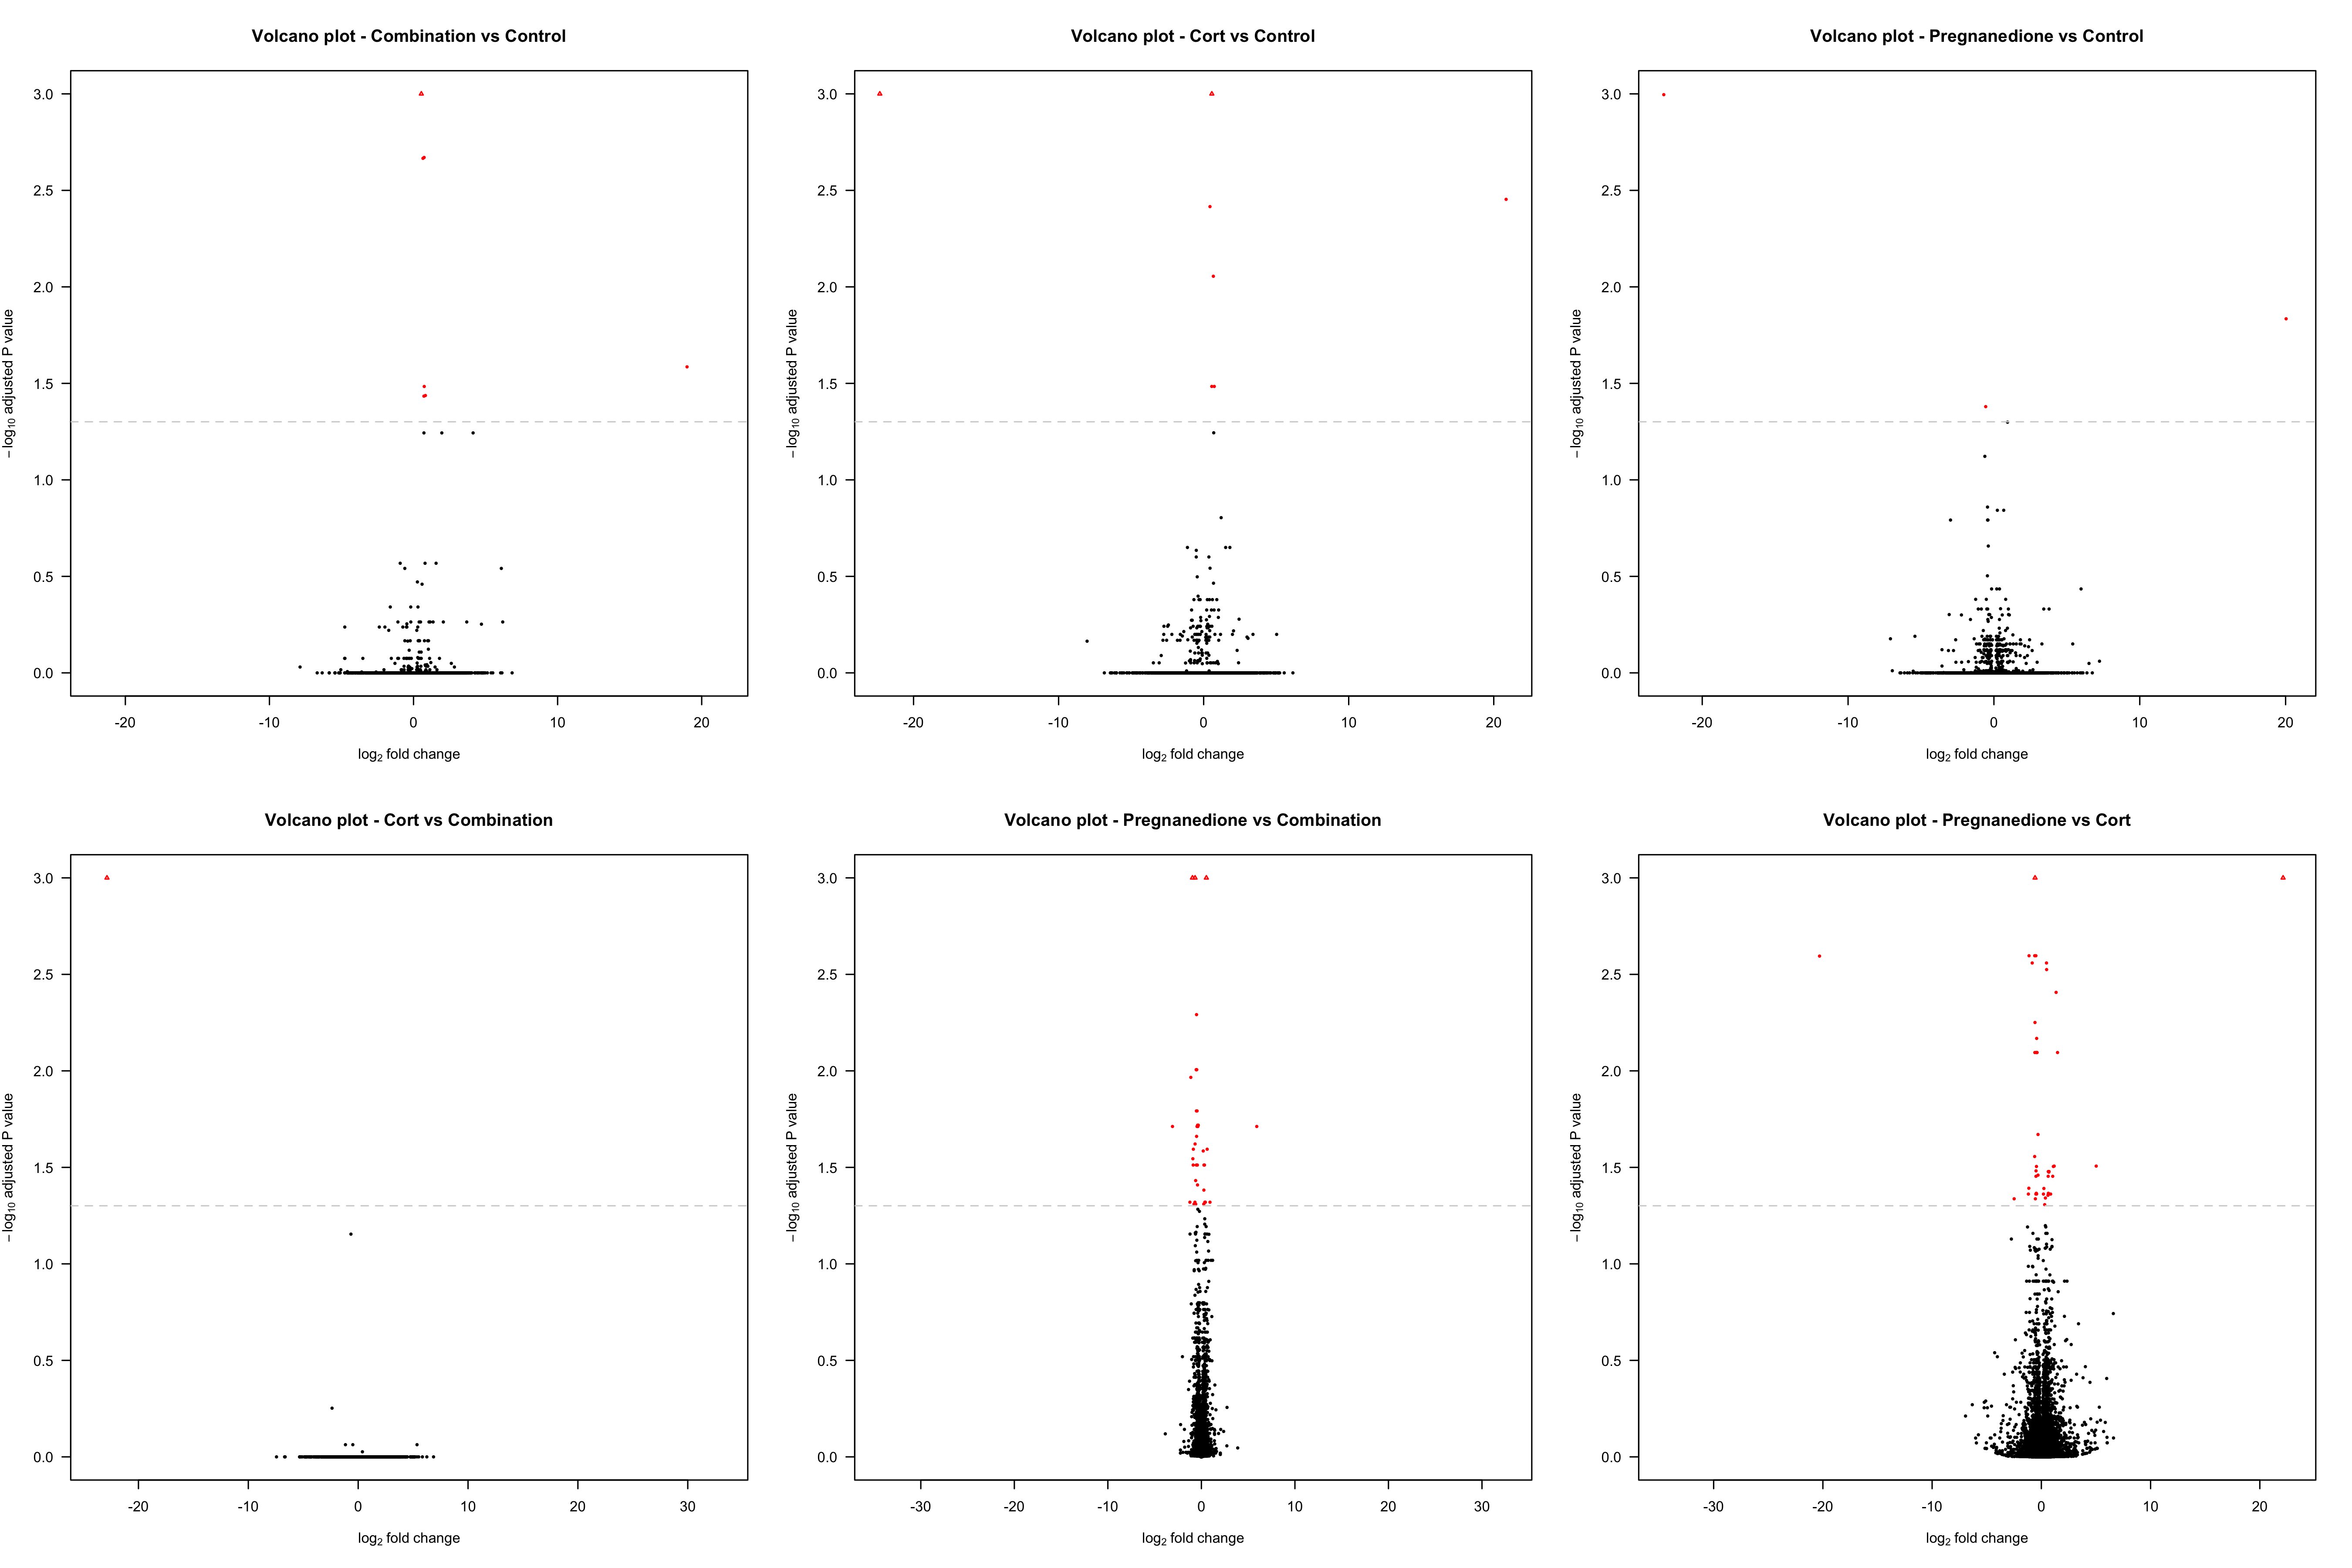 Volcano plot - Combination vs Control
3.0
2.5
2.0
1.5
1.0
0.5
0.0
− log10 adjusted P value
-20 -10 0 10 20
log2 fold change
Volcano plot - Cort vs Control
3.0
2.5
2.0
1.5
1.0
0.5
0.0
− log10 adjusted P value
-20 -10 0 10 20
log2 fold change
Volcano plot - Pregnanedione vs Control
3.0
2.5
2.0
1.5
1.0
0.5
0.0
− log10 adjusted P value
-20 -10 0 10 20
log2 fold change
Volcano plot - Cort vs Combination
3.0
2.5
2.0
1.5
1.0
0.5
0.0
− log10 adjusted P value
-20 -10 0 10 20 30
log2 fold change
Volcano plot - Pregnanedione vs Combination
3.0
2.5
2.0
1.5
1.0
0.5
0.0
− log10 adjusted P value
-30 -20 -10 0 10 20 30
log2 fold change
Volcano plot - Pregnanedione vs Cort
3.0
2.5
2.0
1.5
1.0
0.5
0.0
− log10 adjusted P value
-30 -20 -10 0 10 20
log2 fold change